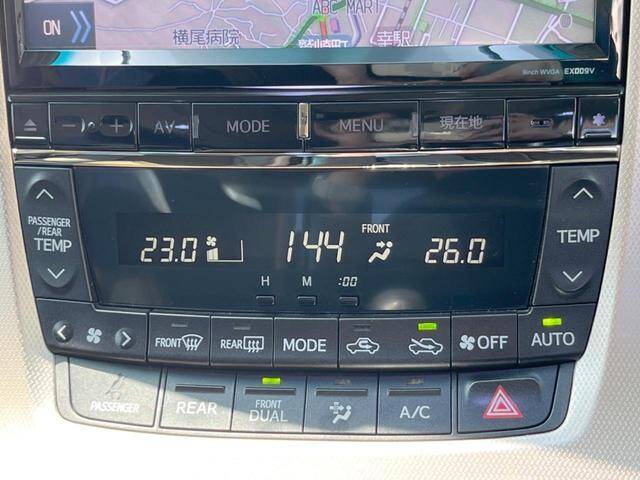 ABC MART
ON
横尾病院
幸駅
8inch WVGA EX009V
AV MODE MENU 現在地
PASSENGER
/REAR
TEMP
23.0 144 FRONT 26.0
TEMP
H M :00
FRONT REAR MODE OFF AUTO
PASSENGER REAR FRONT
DUAL A/C